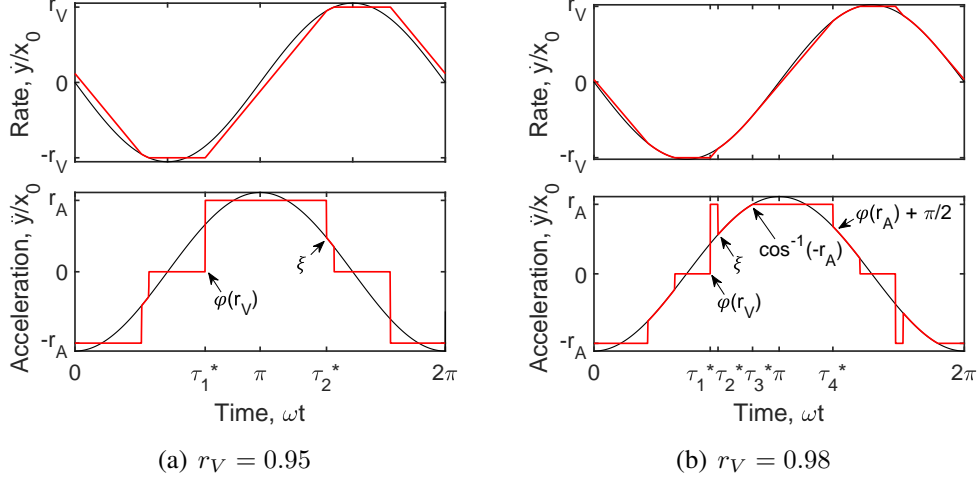 r_V
0
-r_V
Rate, ẏ/x_0
r_A
0
-r_A
Acceleration, ÿ/x_0
ξ
φ(r_V)
0
τ_1*
π
τ_2*
2π
Time, ωt
(a) r_V = 0.95
r_V
0
-r_V
Rate, ẏ/x_0
r_A
0
-r_A
Acceleration, ÿ/x_0
φ(r_A) + π/2
cos^-1(-r_A)
ξ
φ(r_V)
0
τ_1*
τ_2*
τ_3*
π
τ_4*
2π
Time, ωt
(b) r_V = 0.98